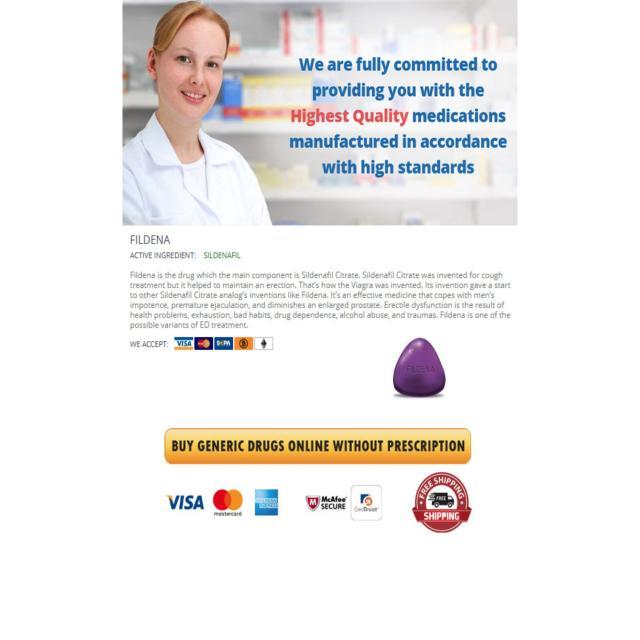 We are fully committed to
providing you with the
Highest Quality medications
manufactured in accordance
with high standards
FILDENA
ACTIVE INGREDIENT: SILDENAFIL
Fildena is the drug which the main component is Sildenafil Citrate. Sildenafil Citrate was invented for cough
treatment but it helped to maintain an erection. That's how the Viagra was invented. Its invention gave a start
to other Sildenafil Citrate analog's inventions like Fildena. It's an effective medicine that copes with men's
impotence, premature ejaculation, and diminishes an enlarged prostate. Erectile dysfunction is the result of
health problems, exhaustion, bad habits, drug dependence, alcohol abuse, and traumas. Fildena is one of the
possible variants of ED treatment.
WE ACCEPT: VISA
FILDENA
BUY GENERIC DRUGS ONLINE WITHOUT PRESCRIPTION
VISA mastercard AMERICAN EXPRESS McAfee SECURE GeoTrust
FREE SHIPPING
FREE
SHIPPING